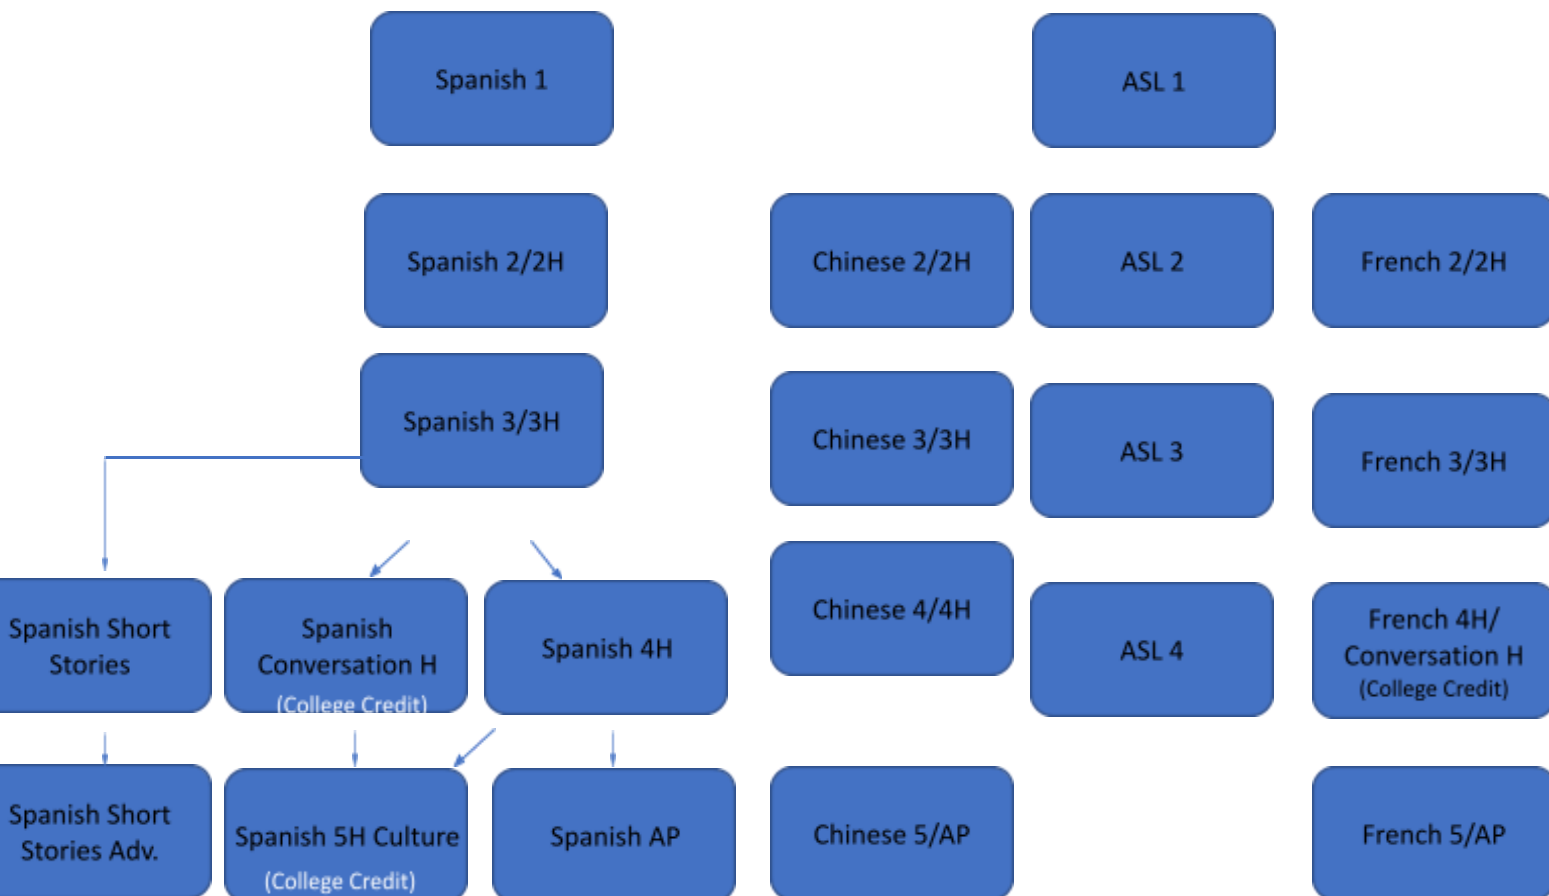 Spanish 1
ASL 1
Spanish 2/2H
Chinese 2/2H
ASL 2
French 2/2H
Spanish 3/3H
Chinese 3/3H
ASL 3
French 3/3H
Spanish Short
Stories
Spanish
Conversation H
(College Credit)
Spanish 4H
Chinese 4/4H
ASL 4
French 4H/
Conversation H
(College Credit)
Spanish Short
Stories Adv.
Spanish 5H Culture
(College Credit)
Spanish AP
Chinese 5/AP
French 5/AP